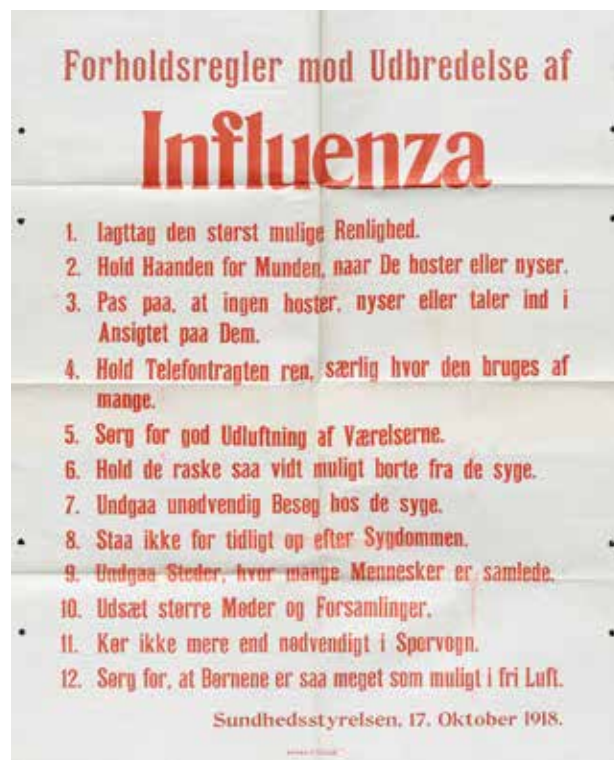 Forholdsregler mod Udbredelse af
Influenza
1. Iagttag den størst mulige Renlighed.
2. Hold Haanden for Munden, naar De hoster eller nyser.
3. Pas paa, at ingen hoster, nyser eller taler ind i
Ansigtet paa Dem.
4. Hold Telefontragten ren, særlig hvor den bruges af
mange.
5. Sørg for god Udluftning af Værelserne.
6. Hold de raske saa vidt muligt borte fra de syge.
7. Undgaa unødvendig Besøg hos de syge.
8. Staa ikke for tidligt op efter Sygdommen.
9. Undgaa Steder, hvor mange Mennesker er samlede.
10. Udsæt større Møder og Forsamlinger.
11. Kør ikke mere end nødvendigt i Sporvogn.
12. Sørg for, at Børnene er saa meget som muligt i fri Luft.
Sundhedsstyrelsen, 17. Oktober 1918.